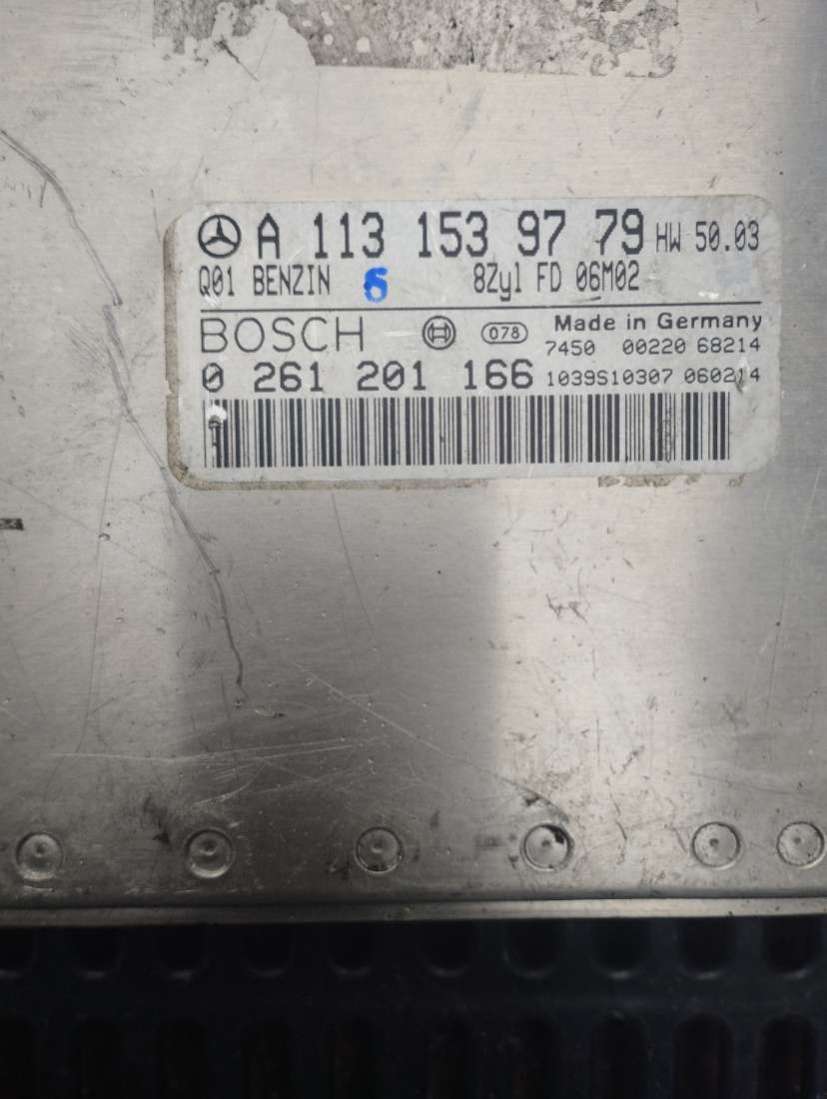 A 113 153 97 79 HW 50.03
Q01 BENZIN 6 8Zyl FD 06M02
BOSCH 078 Made in Germany
7450 00220 68214
0 261 201 166 1039S10307 060214